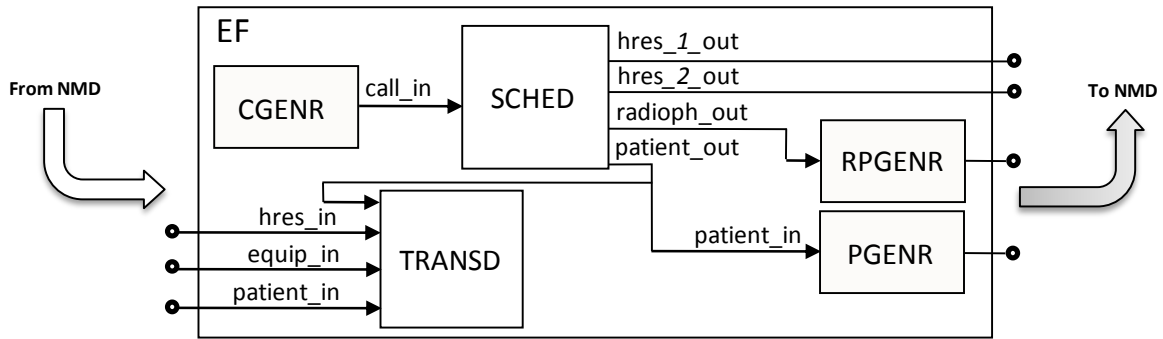 EF
hres_1_out
hres_2_out
From NMD
call_in
CGENR
SCHED
To NMD
radioph_out
patient_out
RPGENR
hres_in
equip_in
TRANSD
patient_in
PGENR
patient_in